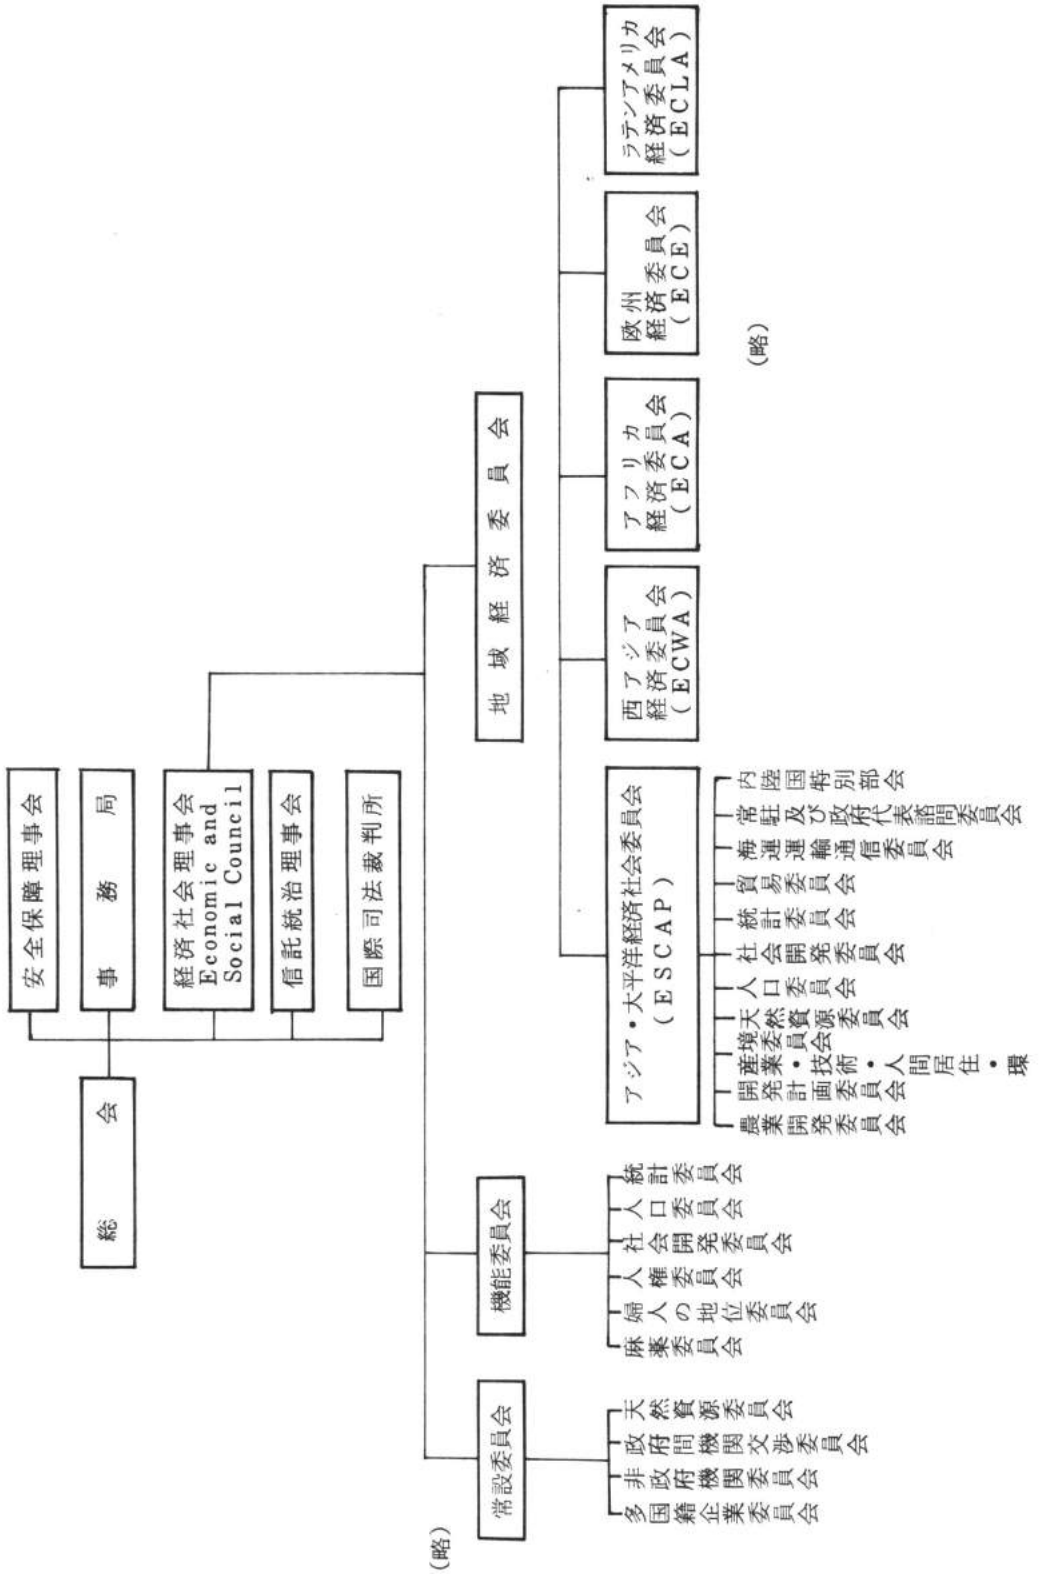 総会
安全保障理事会
事務局
経済社会理事会
Economic and
Social Council
信託統治理事会
国際司法裁判所
(略)
常設委員会
機能委員会
地域経済委員会
多国籍企業委員会
非政府機関委員会
政府間機関交渉委員会
天然資源委員会
麻薬委員会
婦人の地位委員会
人権委員会
社会開発委員会
人口委員会
統計委員会
アジア・大平洋経済社会委員会
(ESCAP)
西アジア
経済委員会
(ECWA)
アフリカ
経済委員会
(ECA)
欧州
経済委員会
(ECE)
ラテンアメリカ
経済委員会
(ECLA)
農業開発委員会
開発計画委員会
産業・技術・人間居住・環
境委員会
天然資源委員会
人口委員会
社会開発委員会
統計委員会
貿易委員会
海運運輸通信委員会
常駐及び政府代表諮問委員会
内陸国特別部会
(略)